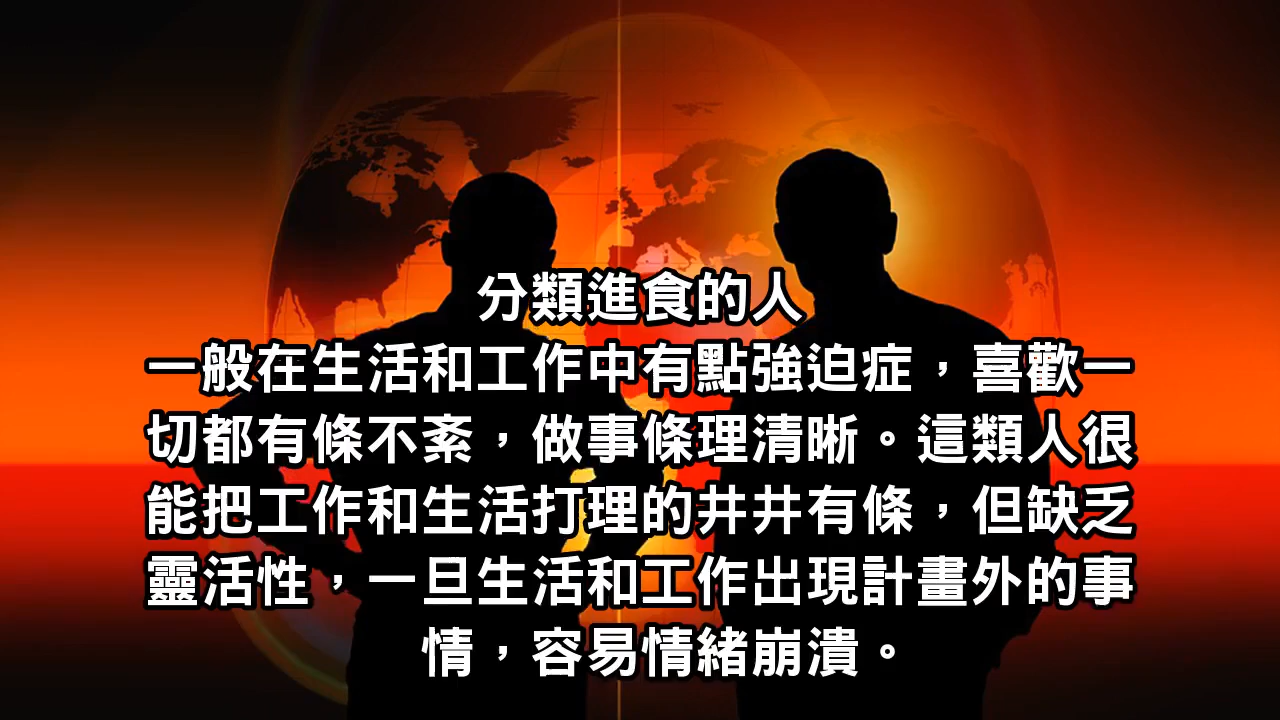 分類進食的人
一般在生活和工作中有點強迫症，喜歡一
切都有條不紊，做事條理清晰。這類人很
能把工作和生活打理的井井有條，但缺乏
靈活性，一旦生活和工作出現計畫外的事
情，容易情緒崩潰。